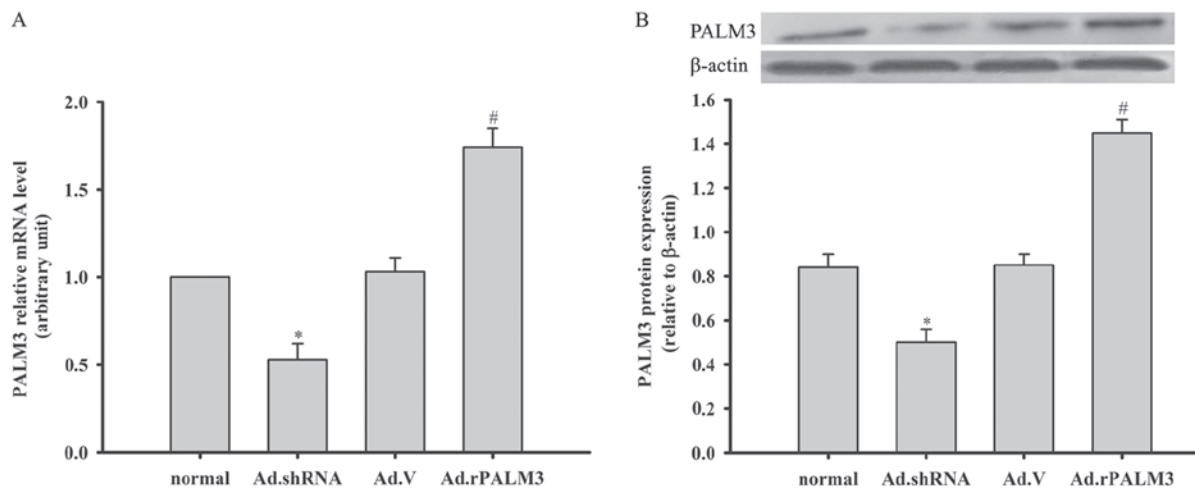 A
PALM3 relative mRNA level
(arbitrary unit)
2.0
1.5
1.0
0.5
0.0
*
#
normal
Ad.shRNA
Ad.V
Ad.rPALM3
B
PALM3
β-actin
PALM3 protein expression
(relative to β-actin)
1.6
1.4
1.2
1.0
0.8
0.6
0.4
0.2
0.0
*
#
normal
Ad.shRNA
Ad.V
Ad.rPALM3